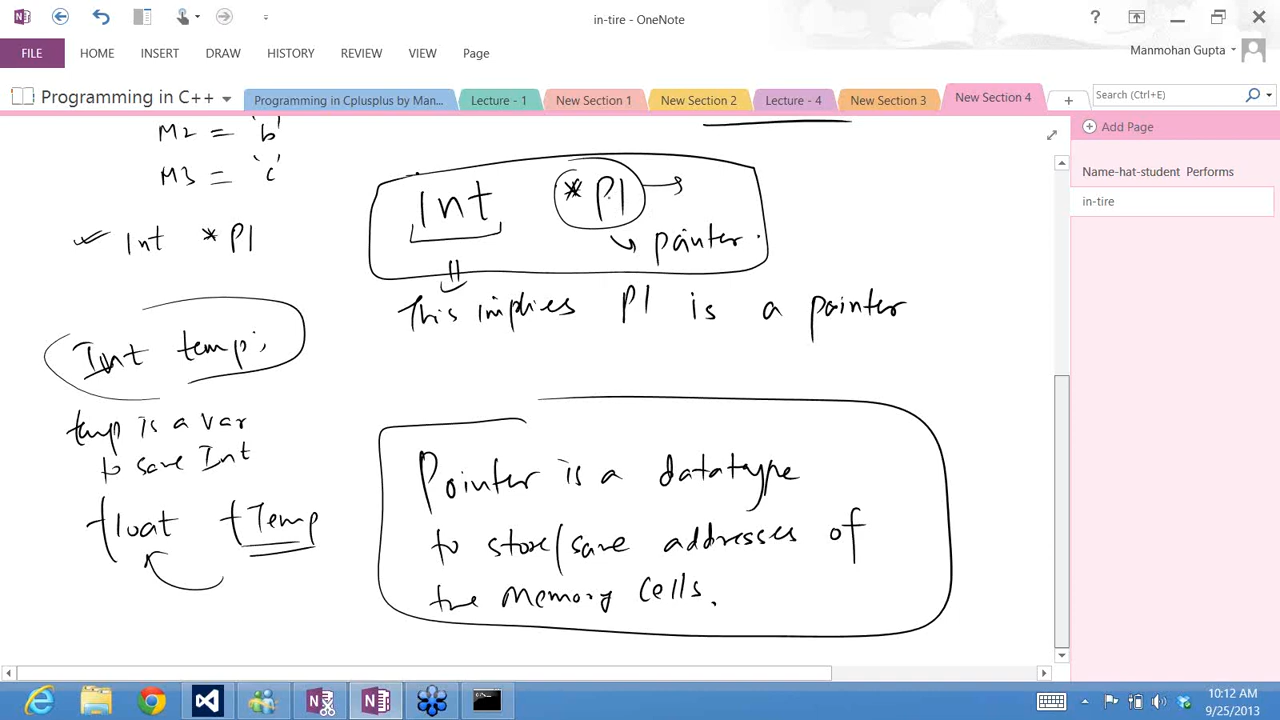 in-tire - OneNote
?
FILE HOME INSERT DRAW HISTORY REVIEW VIEW Page
Manmohan Gupta
Programming in C++
Programming in Cplusplus by Man... Lecture - 1 New Section 1 New Section 2 Lecture - 4 New Section 3 New Section 4
Search (Ctrl+E)
Add Page
Name-hat-student Performs
in-tire
M2 = 'b'
M3 = 'c'
Int *P1
Int *P1
pointer.
This implies P1 is a pointer
Int temp;
temp is a var
to save Int
float fTemp
Pointer is a datatype
to store/save addresses of
the memory cells.
10:12 AM
9/25/2013